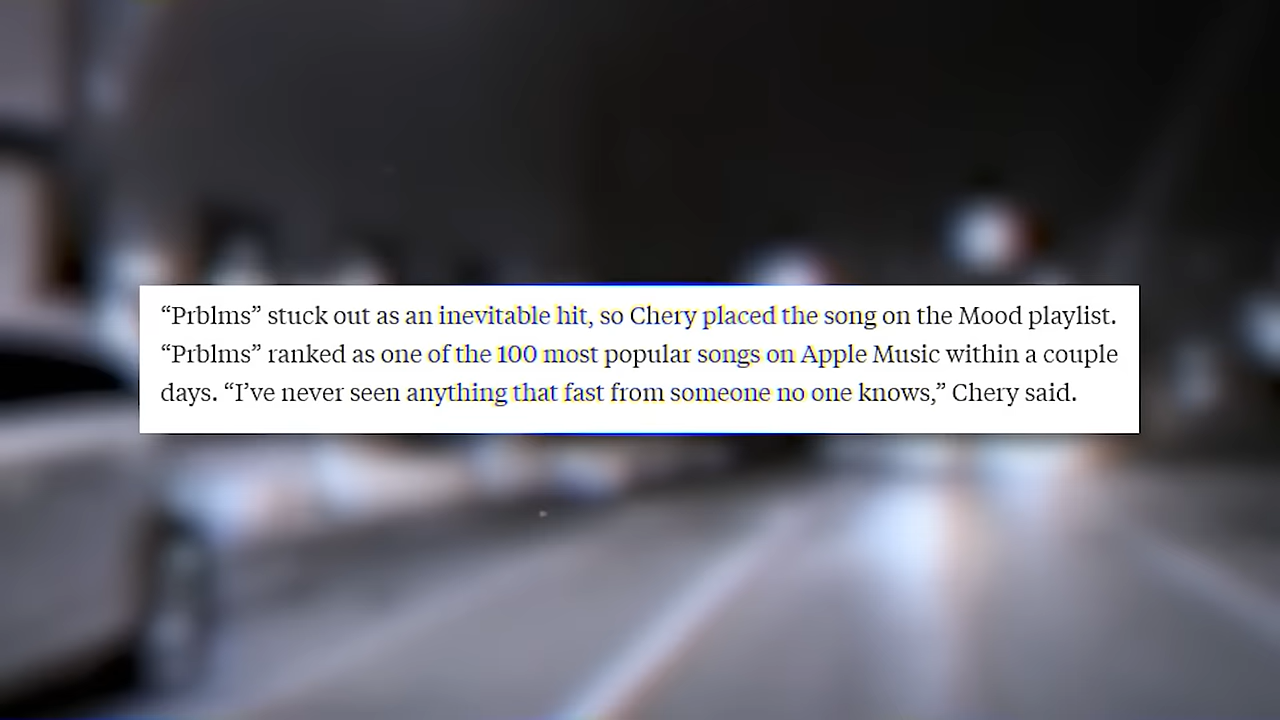 “Prblms” stuck out as an inevitable hit, so Chery placed the song on the Mood playlist.
“Prblms” ranked as one of the 100 most popular songs on Apple Music within a couple
days. “I’ve never seen anything that fast from someone no one knows,” Chery said.